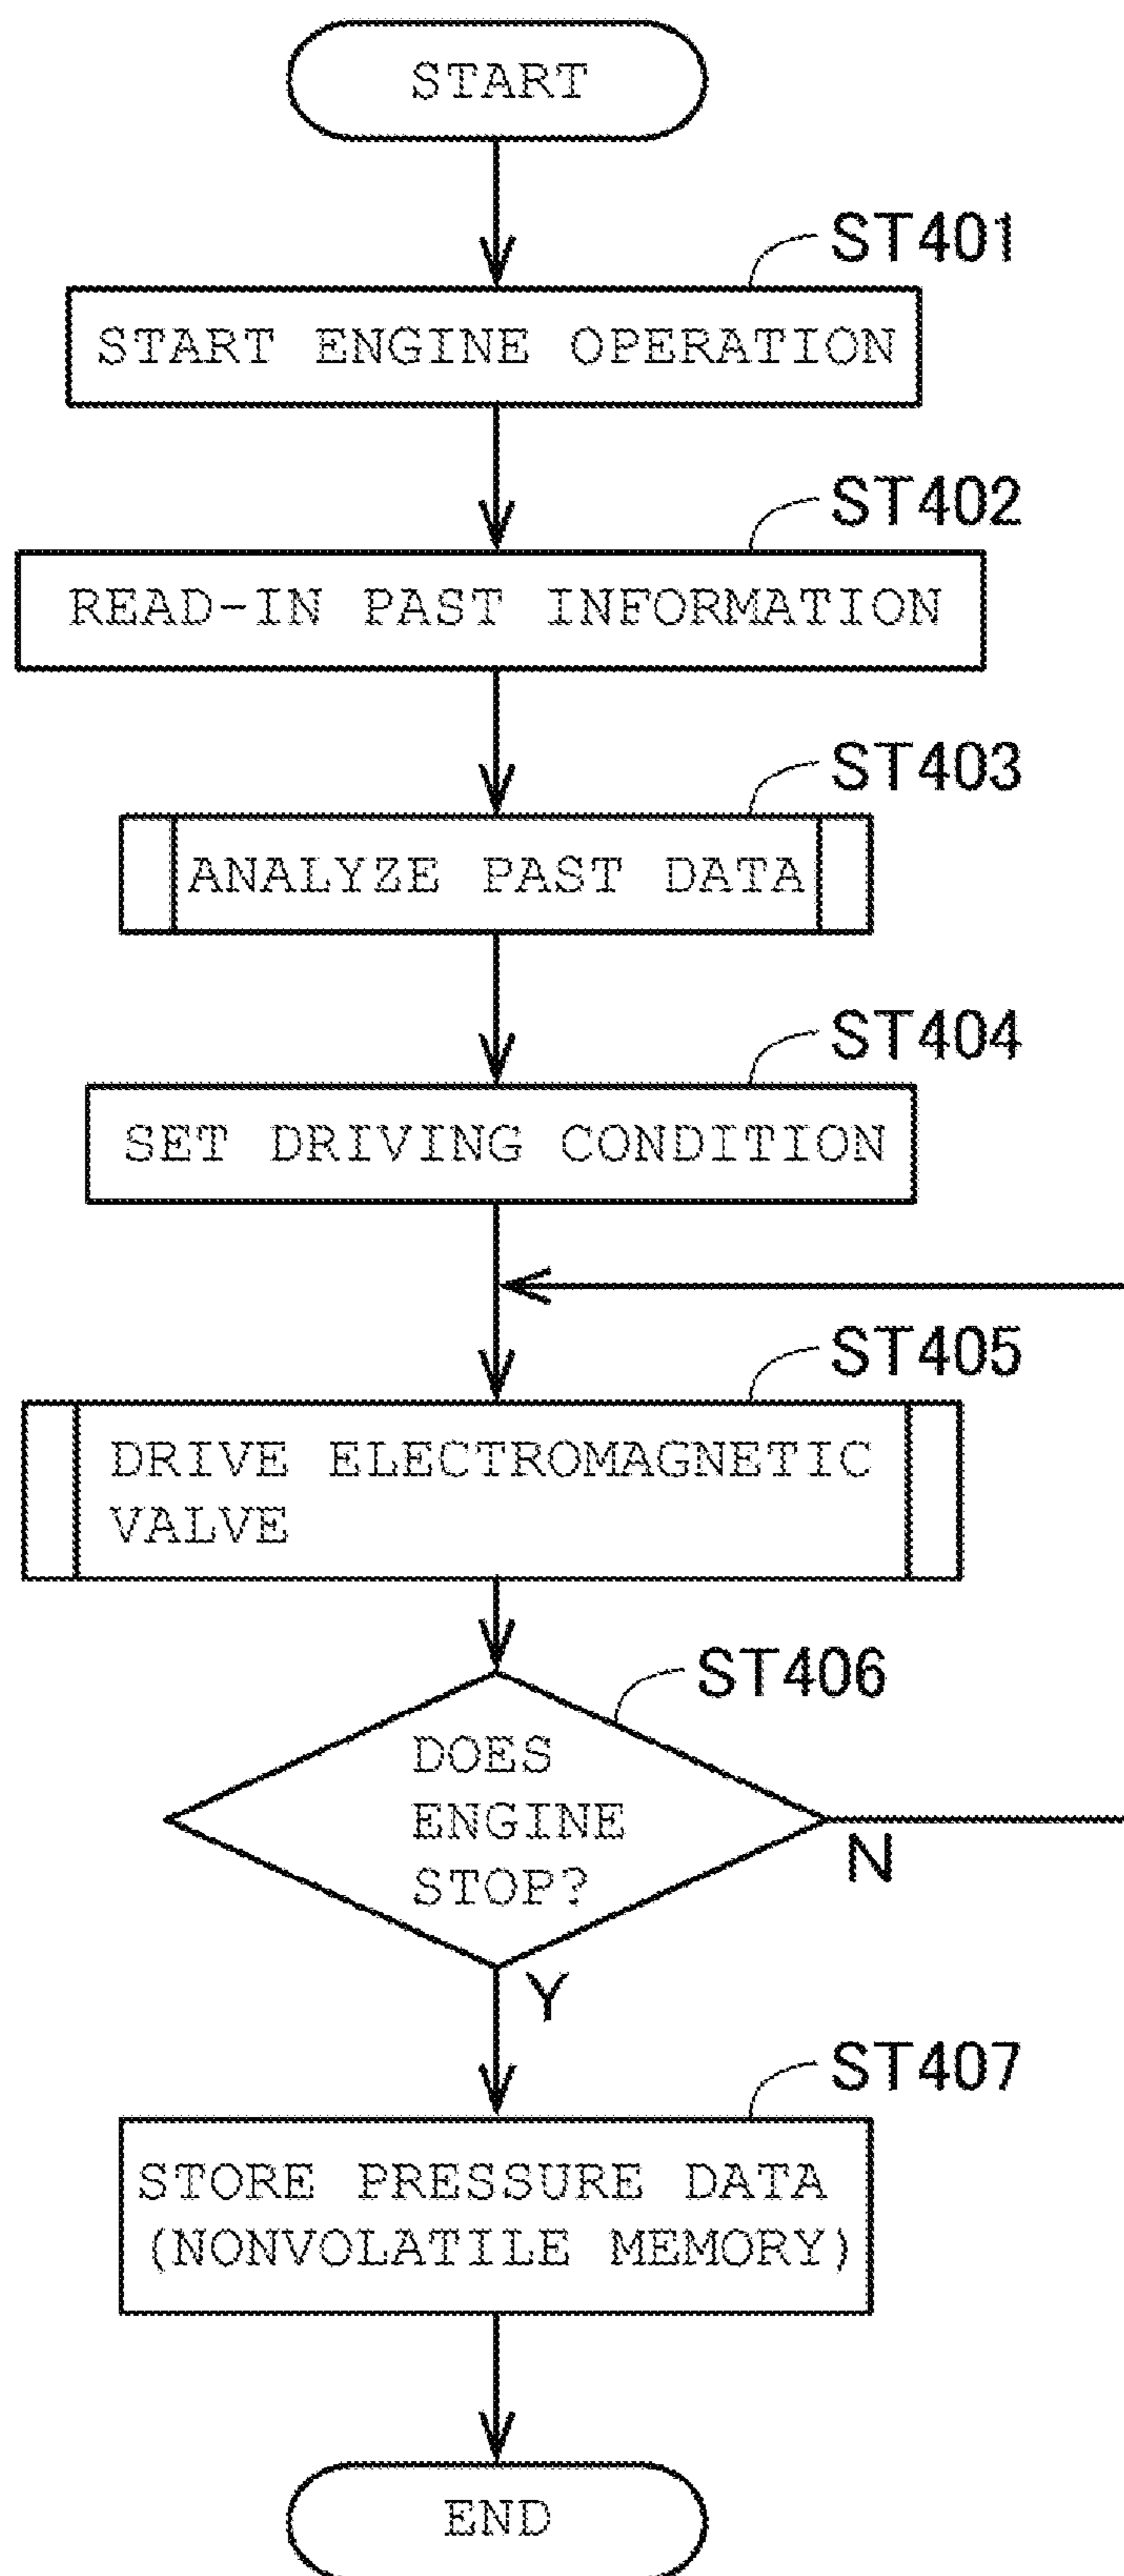 START
ST401
START ENGINE OPERATION
ST402
READ-IN PAST INFORMATION
ST403
ANALYZE PAST DATA
ST404
SET DRIVING CONDITION
ST405
DRIVE ELECTROMAGNETIC
VALVE
ST406
DOES
ENGINE
STOP?
N
Y
ST407
STORE PRESSURE DATA
(NONVOLATILE MEMORY)
END